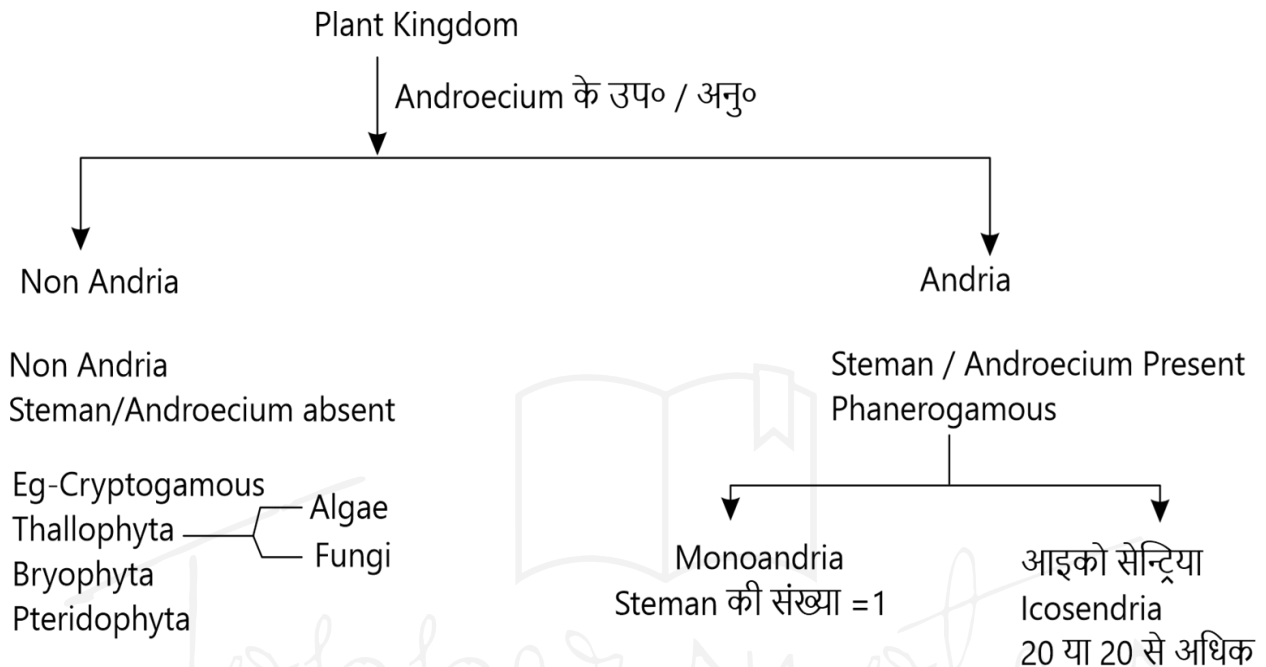 Plant Kingdom
Androecium के उप० / अनु०
Non Andria
Andria
Non Andria
Steman/Androecium absent
Eg-Cryptogamous
Thallophyta
Algae
Fungi
Bryophyta
Pteridophyta
Steman / Androecium Present
Phanerogamous
Monoandria
Steman की संख्या =1
आइको सेन्ट्रिया
Icosendria
20 या 20 से अधिक